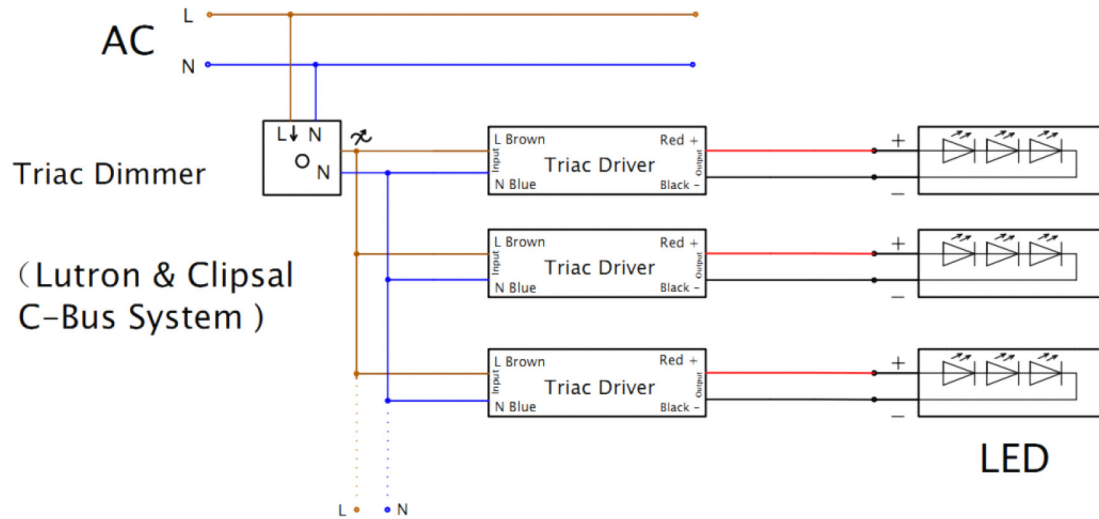 L
AC
N
L N
N
Triac Dimmer
（Lutron & Clipsal
C-Bus System )
L Brown
Input
N Blue
Triac Driver
Red +
Output
Black -
+
−
L Brown
Input
N Blue
Triac Driver
Red +
Output
Black -
+
−
L Brown
Input
N Blue
Triac Driver
Red +
Output
Black -
+
−
LED
L
N